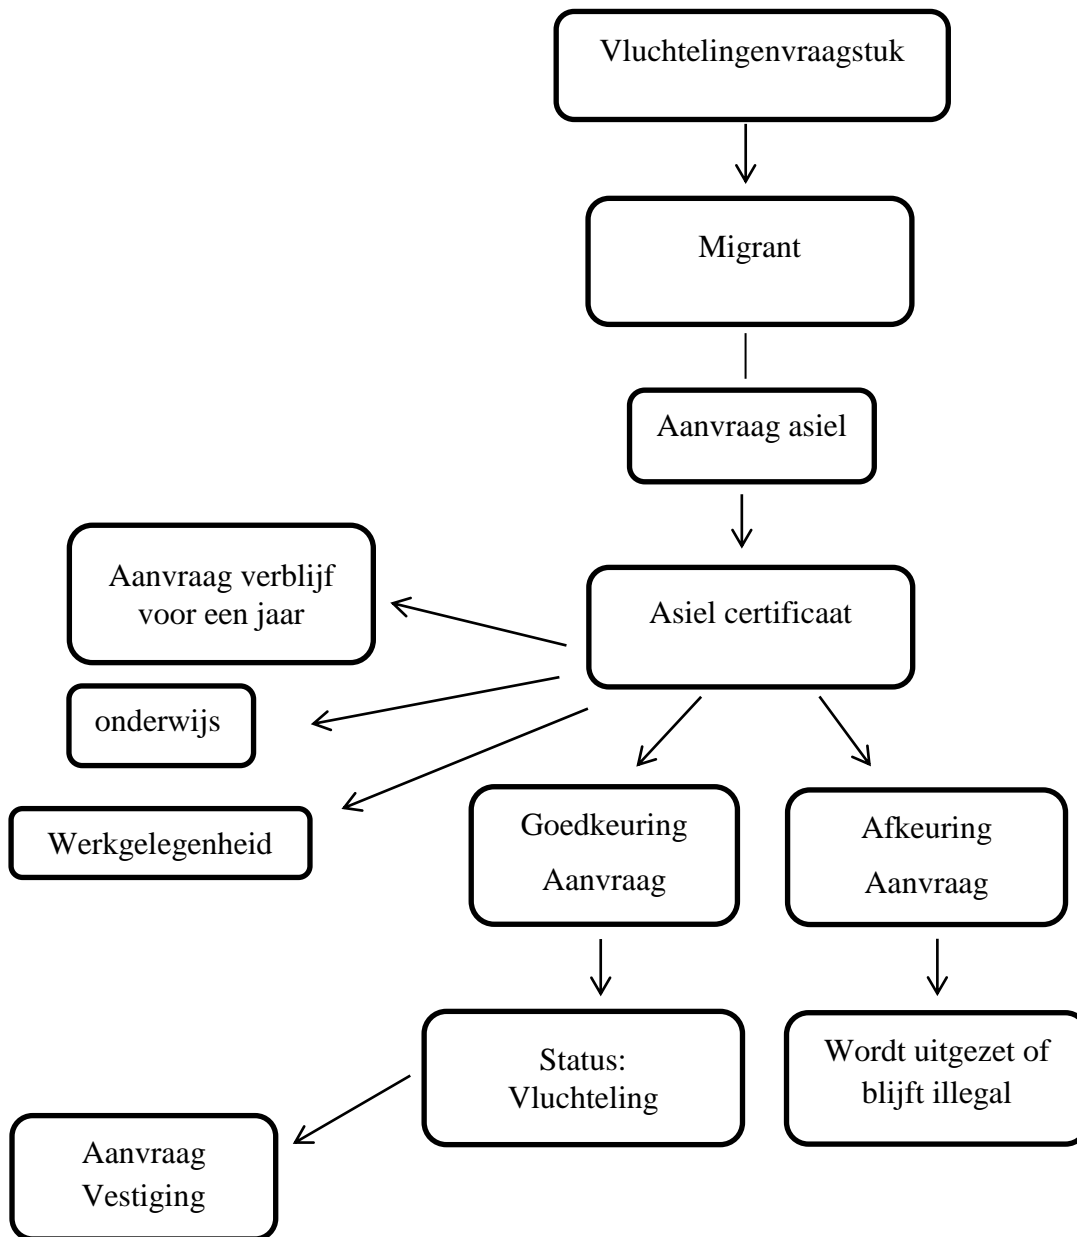 Vluchtelingenvraagstuk
Migrant
Aanvraag asiel
Asiel certificaat
Aanvraag verblijf
voor een jaar
onderwijs
Werkgelegenheid
Goedkeuring
Aanvraag
Afkeuring
Aanvraag
Status:
Vluchteling
Wordt uitgezet of
blijft illegal
Aanvraag
Vestiging